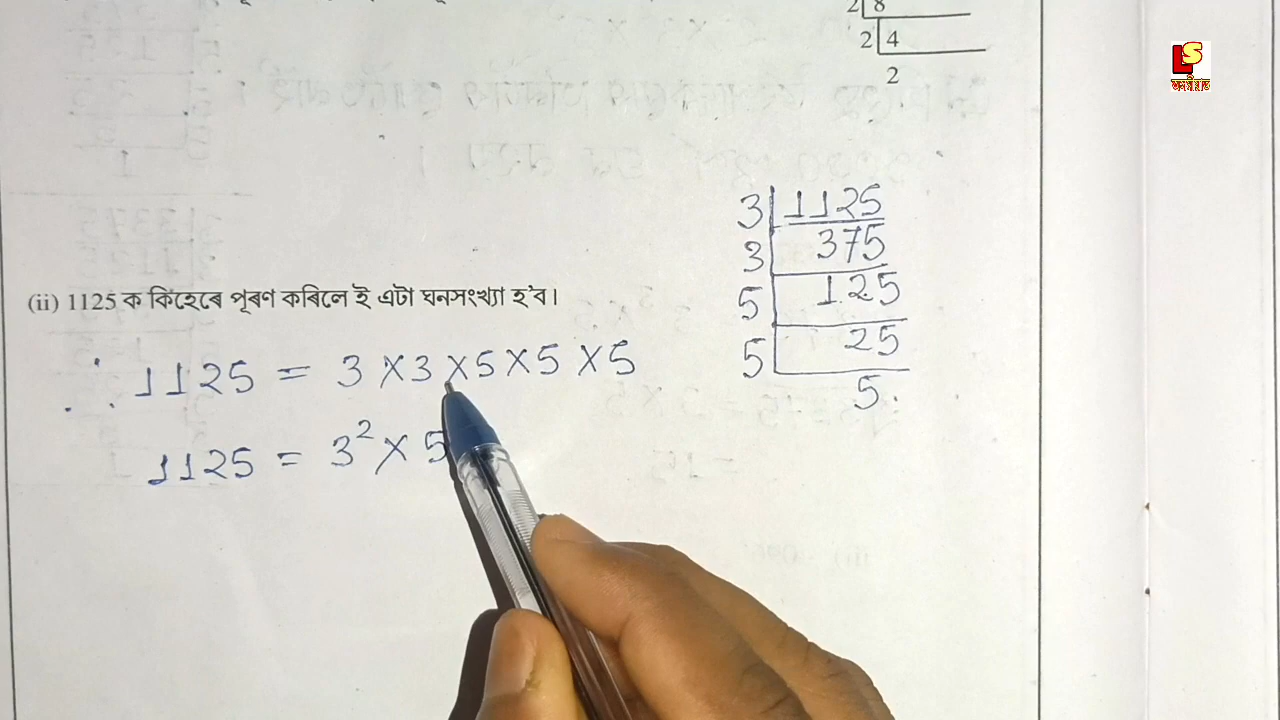 2 8
2 4
2
LS
3 1125
3 375
5 125
5 25
5
(ii) 1125 ক কিহেৰে পূৰণ কৰিলে ই এটা ঘনসংখ্যা হ'ব।
∴ 1125 = 3 × 3 × 5 × 5 × 5
1125 = 3² × 5